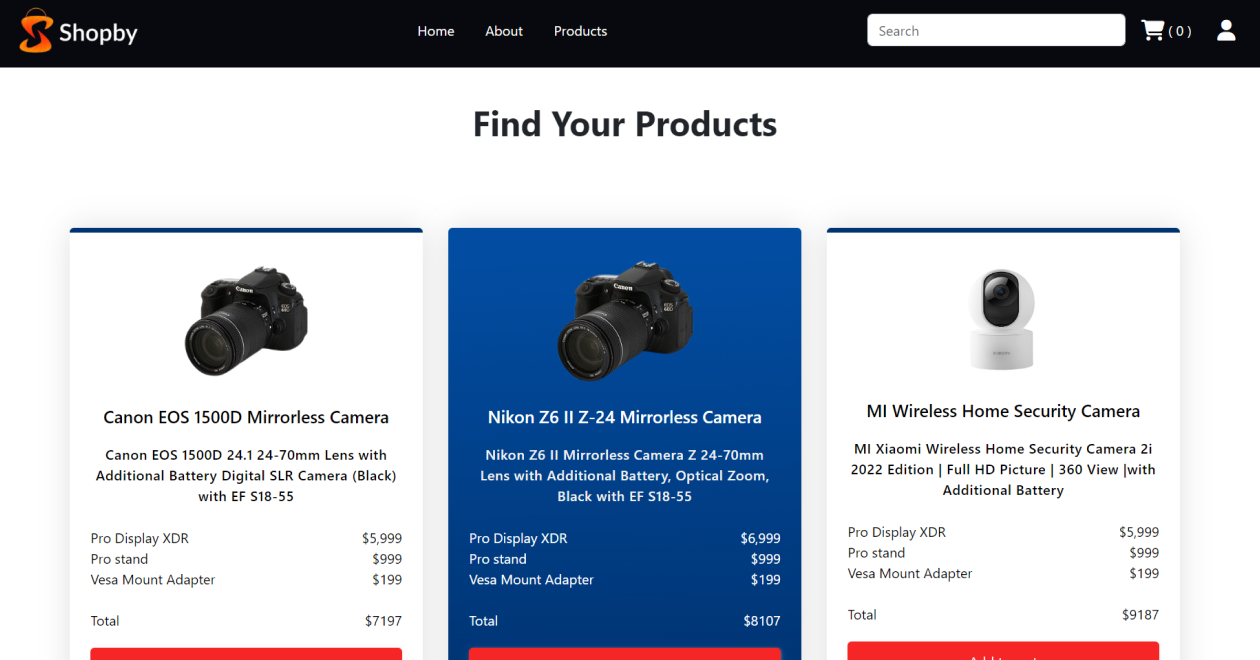 Shopby
Home About Products
Search
( 0 )
Find Your Products
Canon
EOS
60D
Canon EOS 1500D Mirrorless Camera
Canon EOS 1500D 24.1 24-70mm Lens with
Additional Battery Digital SLR Camera (Black)
with EF S18-55
Pro Display XDR $5,999
Pro stand $999
Vesa Mount Adapter $199
Total $7197
Canon
EOS
60D
Nikon Z6 II Z-24 Mirrorless Camera
Nikon Z6 II Mirrorless Camera Z 24-70mm
Lens with Additional Battery, Optical Zoom,
Black with EF S18-55
Pro Display XDR $6,999
Pro stand $999
Vesa Mount Adapter $199
Total $8107
MI Wireless Home Security Camera
MI Xiaomi Wireless Home Security Camera 2i
2022 Edition | Full HD Picture | 360 View |with
Additional Battery
Pro Display XDR $5,999
Pro stand $999
Vesa Mount Adapter $199
Total $9187